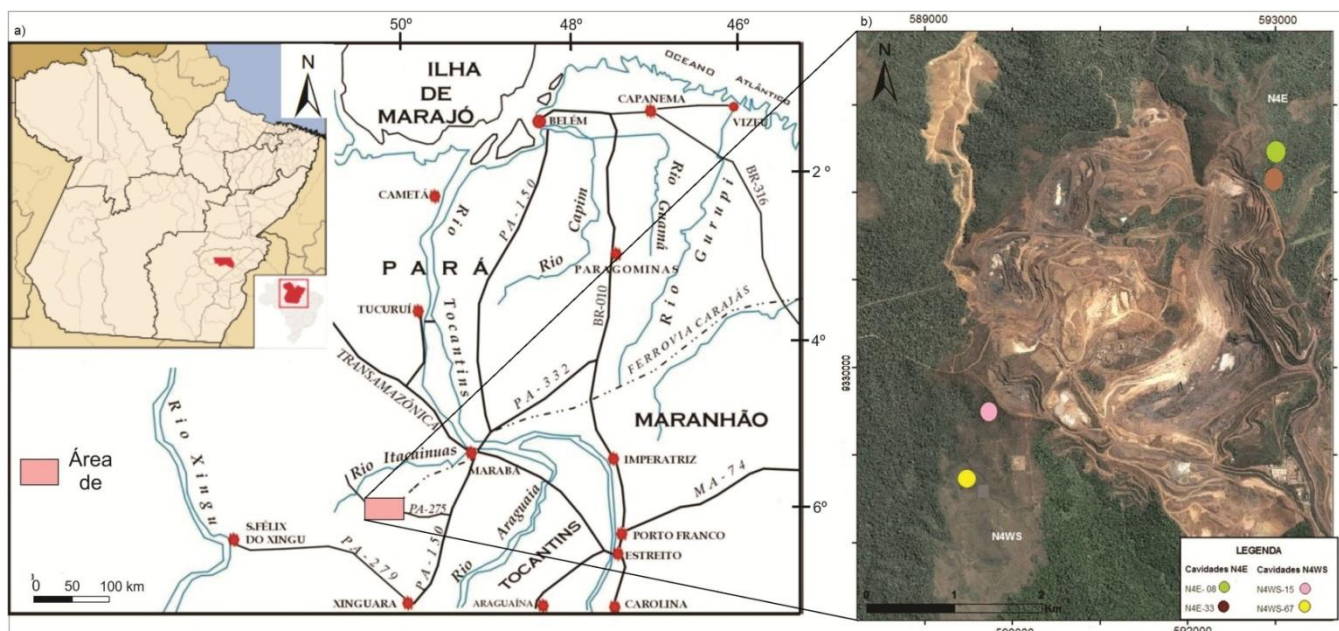 a)
50º
48º
46º
N
ILHA
DE
MARAJÓ
OCEANO ATLÂNTICO
CAPANEMA
BELÉM
VIZEU
2º
CAMETÁ
Rio Tocantins
PA-150
Rio Capim
Rio Guamá
Rio Gurupi
BR-316
PARÁ
PARAGOMINAS
BR-010
TUCURUÍ
FERROVIA CARAJÁS
4º
TRANSAMAZÔNICA
PA-332
MARANHÃO
Rio Xingu
Área
de
Rio Itacaiunas
MARABÁ
IMPERATRIZ
MA-74
PA-275
6º
Rio Araguaia
S.FÉLIX
DO XINGU
PORTO FRANCO
ESTREITO
TOCANTINS
PA-279
PA-150
0 50 100 km
XINGUARA
ARAGUAÍNA
CAROLINA
b)
589000
593000
N
N4E
9330000
N4WS
LEGENDA
Cavidades N4E Cavidades N4WS
N4E- 08 N4WS-15
N4E-33 N4WS-67
0 1 2
Km